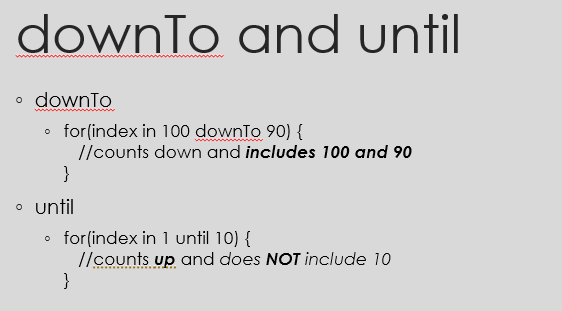 downTo and until
◦ downTo
◦ for(index in 100 downTo 90) {
//counts down and includes 100 and 90
}
◦ until
◦ for(index in 1 until 10) {
//counts up and does NOT include 10
}